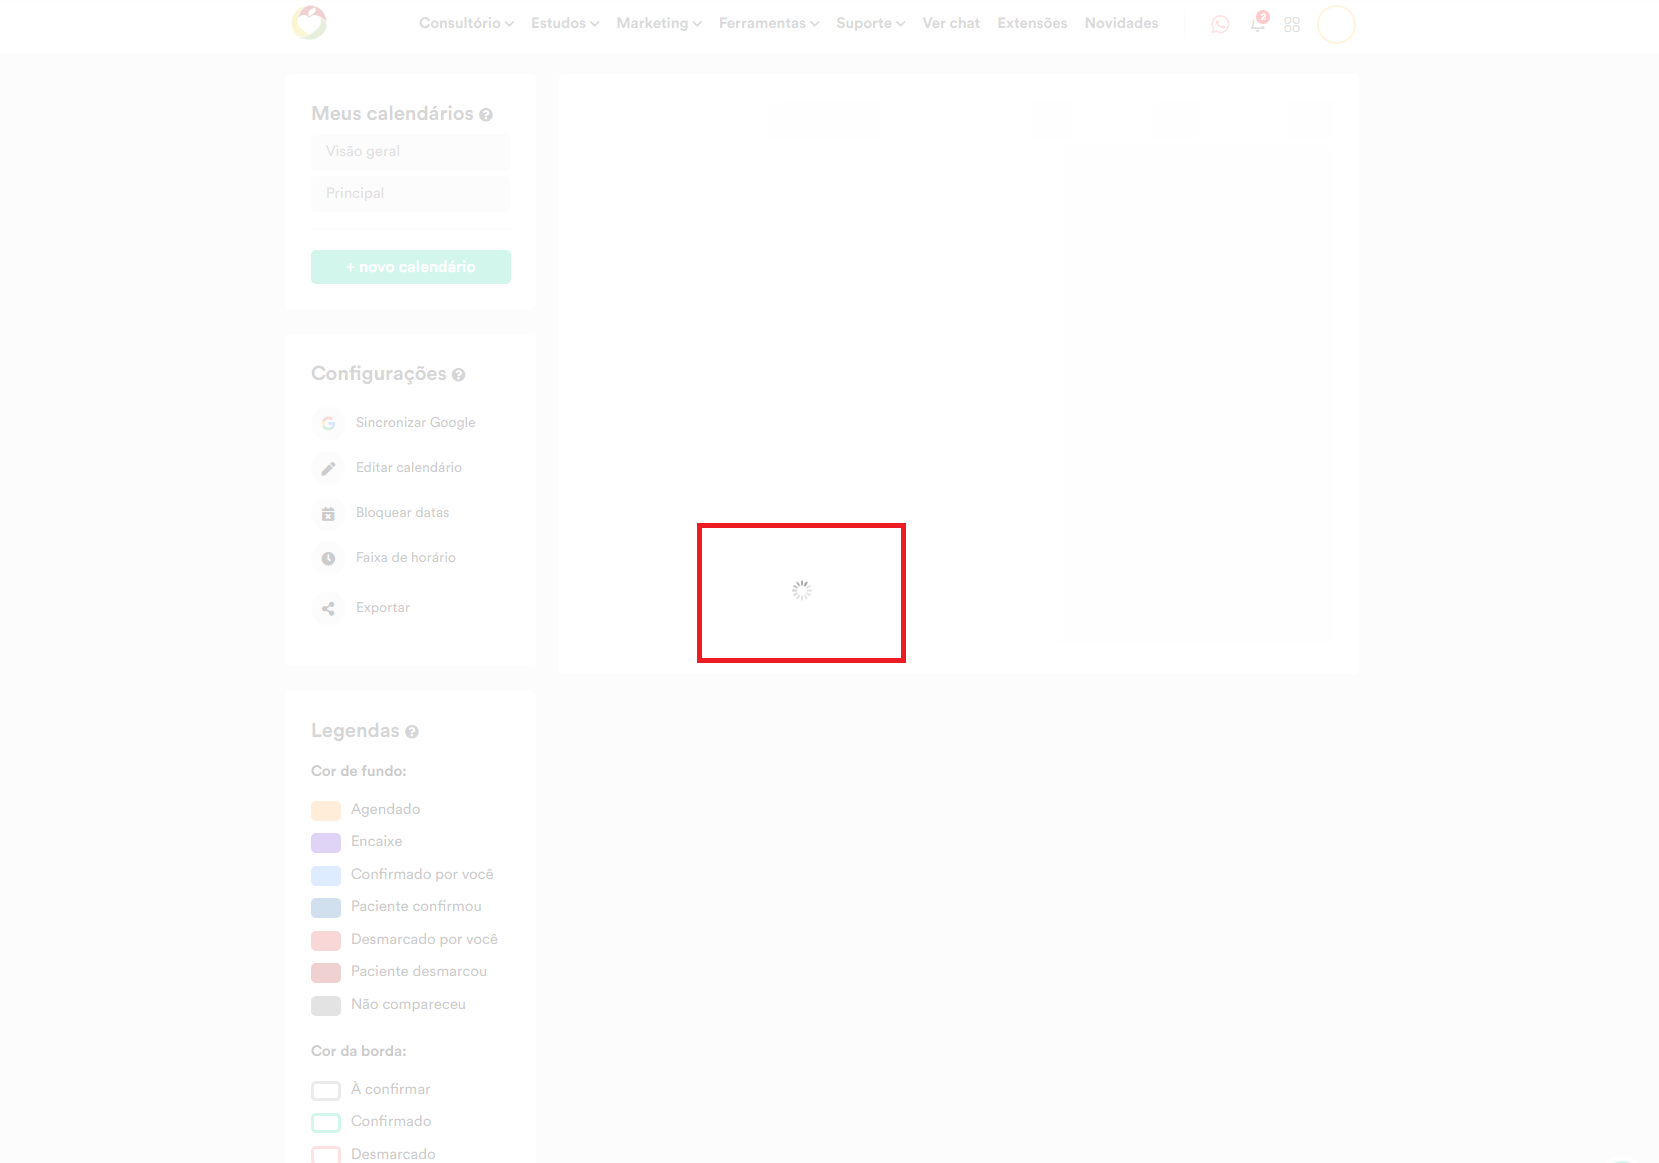 Consultório Estudos Marketing Ferramentas Suporte Ver chat Extensões Novidades 2
Meus calendários ?
Visão geral
Principal
+ novo calendário
Configurações ?
Sincronizar Google
Editar calendário
Bloquear datas
Faixa de horário
Exportar
Legendas ?
Cor de fundo:
Agendado
Encaixe
Confirmado por você
Paciente confirmou
Desmarcado por você
Paciente desmarcou
Não compareceu
Cor da borda:
À confirmar
Confirmado
Desmarcado